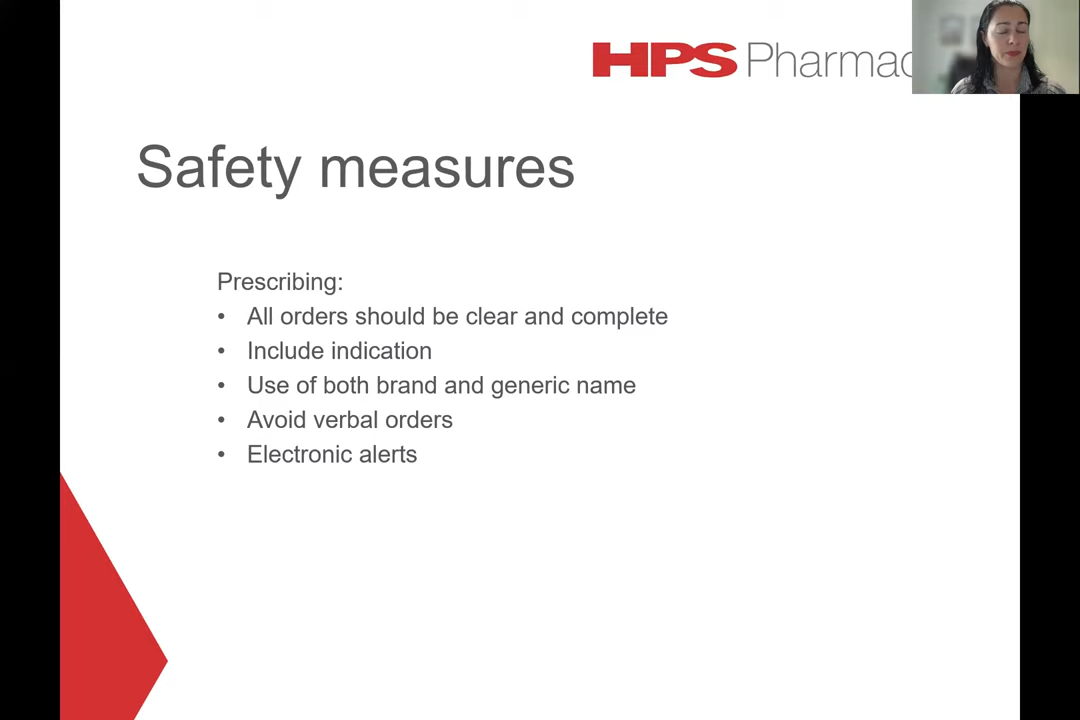 HPS Pharmac
Safety measures
Prescribing:
• All orders should be clear and complete
• Include indication
• Use of both brand and generic name
• Avoid verbal orders
• Electronic alerts